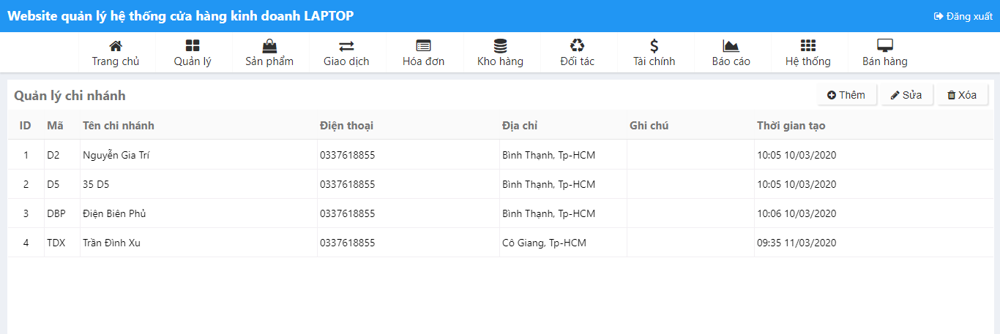 Website quản lý hệ thống cửa hàng kinh doanh LAPTOP Đăng xuất
Trang chủ Quản lý Sản phẩm Giao dịch Hóa đơn Kho hàng Đối tác Tài chính Báo cáo Hệ thống Bán hàng
Quản lý chi nhánh Thêm Sửa Xóa
ID Mã Tên chi nhánh Điện thoại Địa chỉ Ghi chú Thời gian tạo
1 D2 Nguyễn Gia Trí 0337618855 Bình Thạnh, Tp-HCM 10:05 10/03/2020
2 D5 35 D5 0337618855 Bình Thạnh, Tp-HCM 10:05 10/03/2020
3 DBP Điện Biên Phủ 0337618855 Bình Thạnh, Tp-HCM 10:06 10/03/2020
4 TDX Trần Đình Xu 0337618855 Cô Giang, Tp-HCM 09:35 11/03/2020